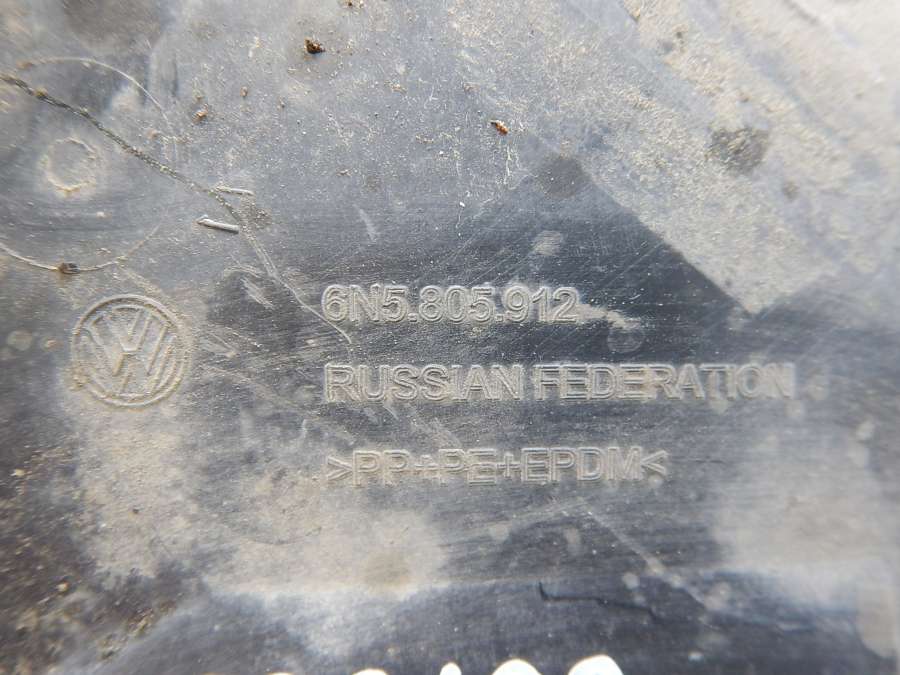 6N5.805.912
RUSSIAN FEDERATION
>PP+PE+EPDM<